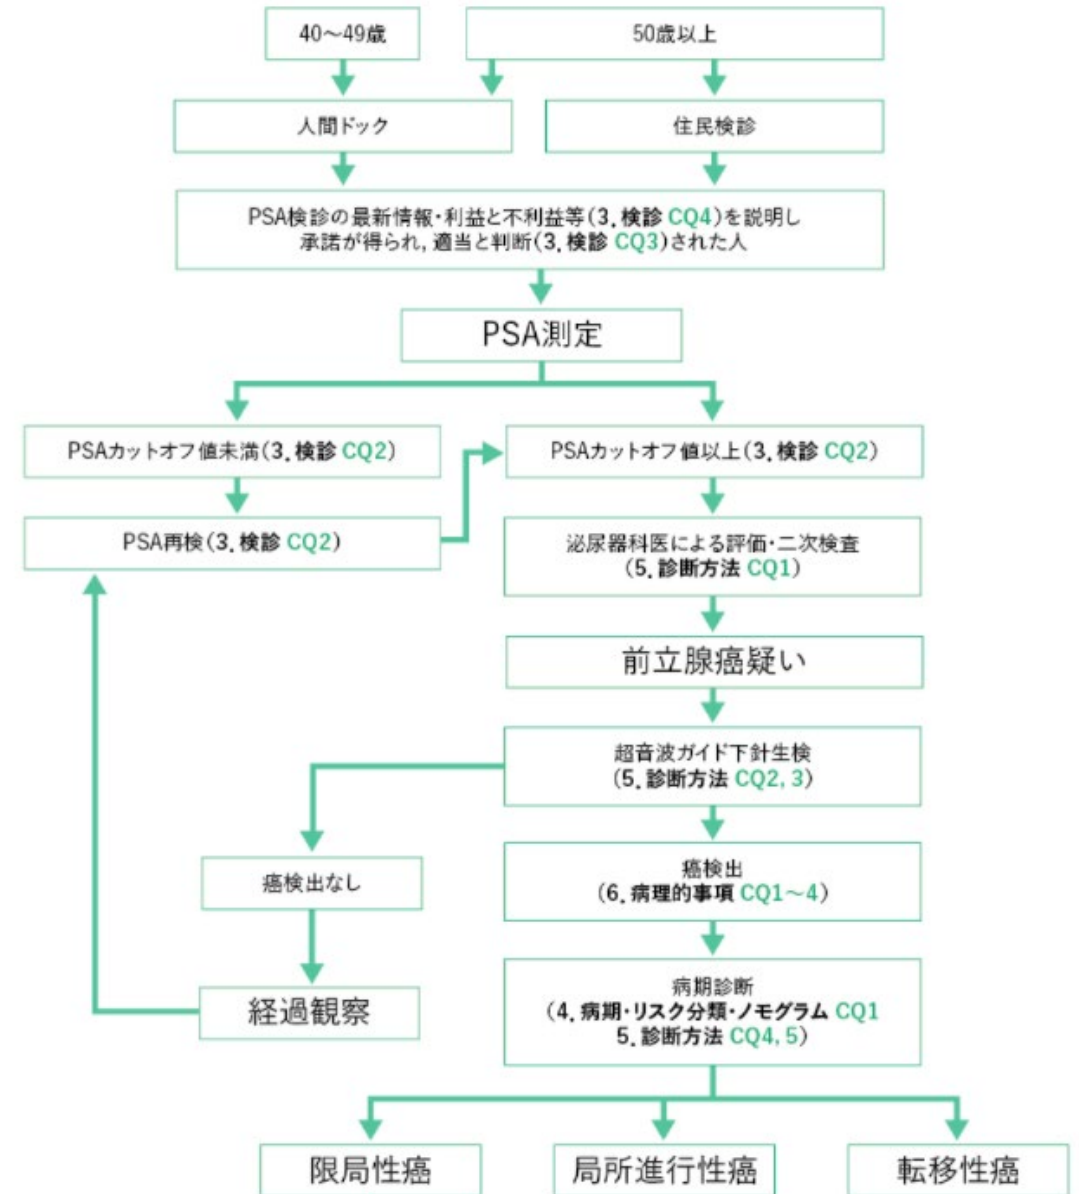 40～49歳
50歳以上
人間ドック
住民検診
PSA検診の最新情報・利益と不利益等(3. 検診 CQ4)を説明し
承諾が得られ, 適当と判断(3. 検診 CQ3)された人
PSA測定
PSAカットオフ値未満(3. 検診 CQ2)
PSAカットオフ値以上(3. 検診 CQ2)
PSA再検(3. 検診 CQ2)
泌尿器科医による評価・二次検査
(5. 診断方法 CQ1)
前立腺癌疑い
超音波ガイド下針生検
(5. 診断方法 CQ2, 3)
癌検出なし
癌検出
(6. 病理的事項 CQ1～4)
経過観察
病期診断
(4. 病期・リスク分類・ノモグラム CQ1
5. 診断方法 CQ4, 5)
限局性癌
局所進行性癌
転移性癌